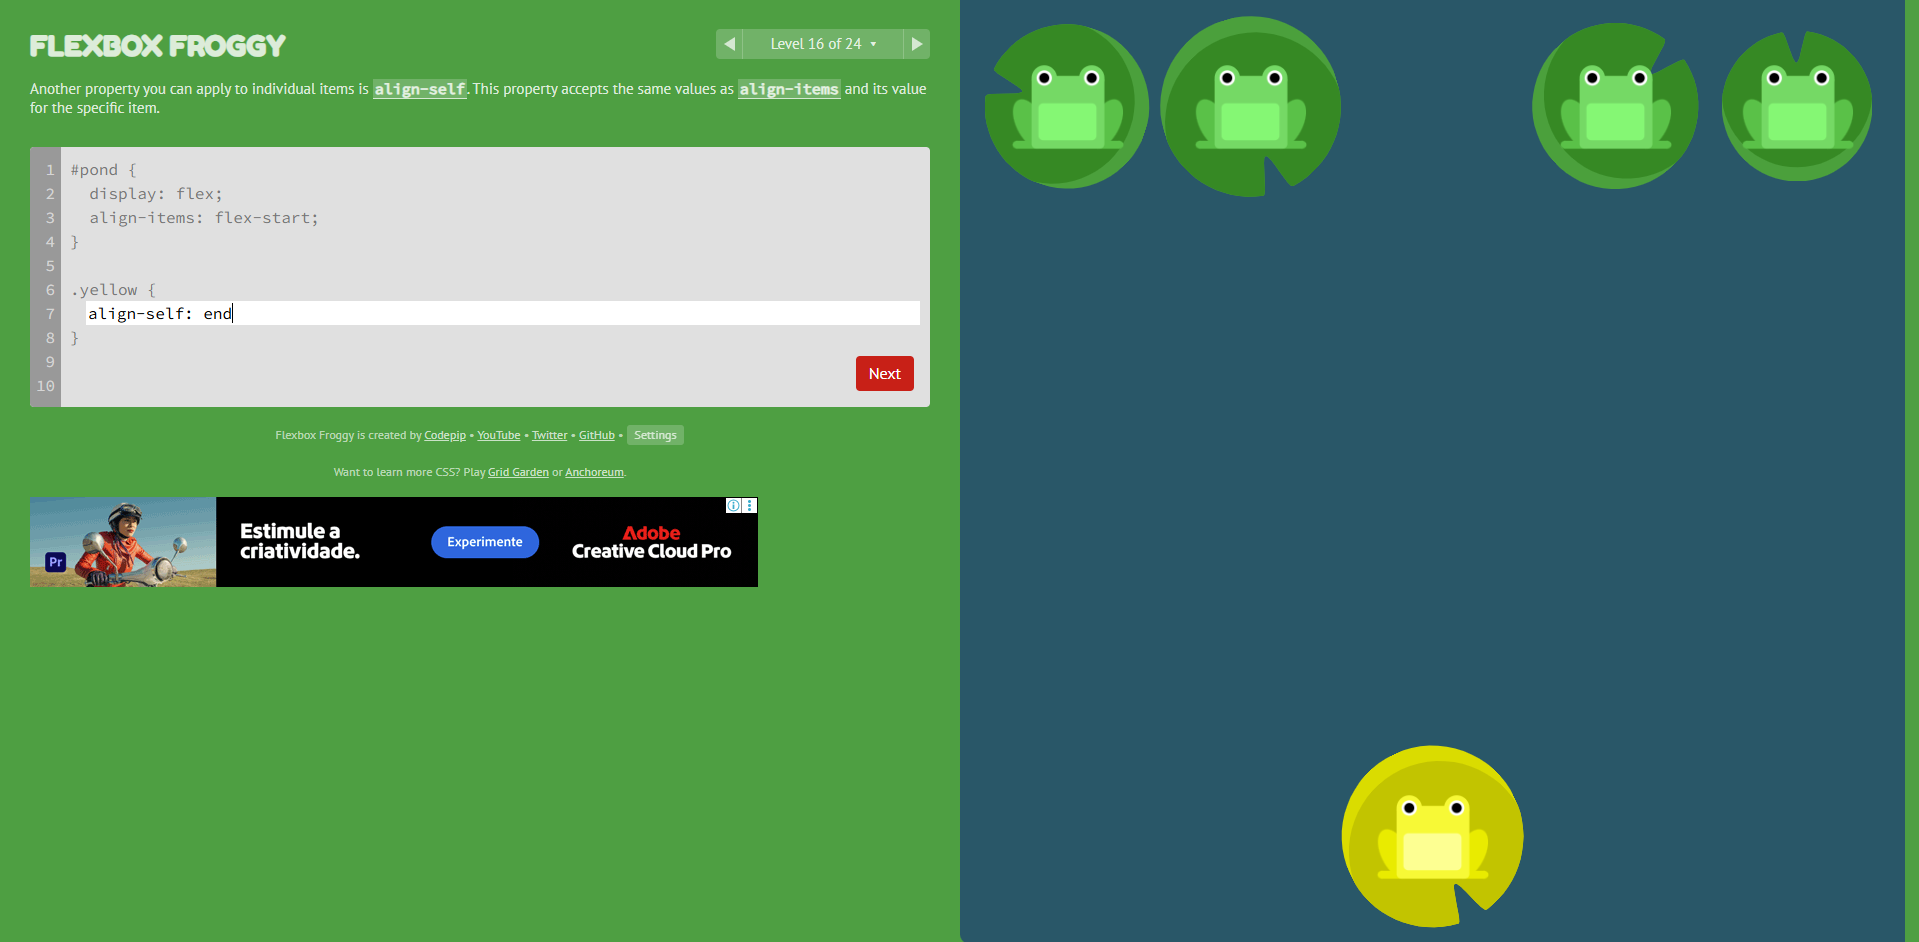 FLEXBOX FROGGY
◀ Level 16 of 24 ▾ ▶
Another property you can apply to individual items is align-self. This property accepts the same values as align-items and its value
for the specific item.
1 #pond {
2 display: flex;
3 align-items: flex-start;
4 }
5
6 .yellow {
7 align-self: end
8 }
9
10
Next
Flexbox Froggy is created by Codepip • YouTube • Twitter • GitHub • Settings
Want to learn more CSS? Play Grid Garden or Anchoreum.
Pr
Estimule a
criatividade.
Experimente
Adobe
Creative Cloud Pro